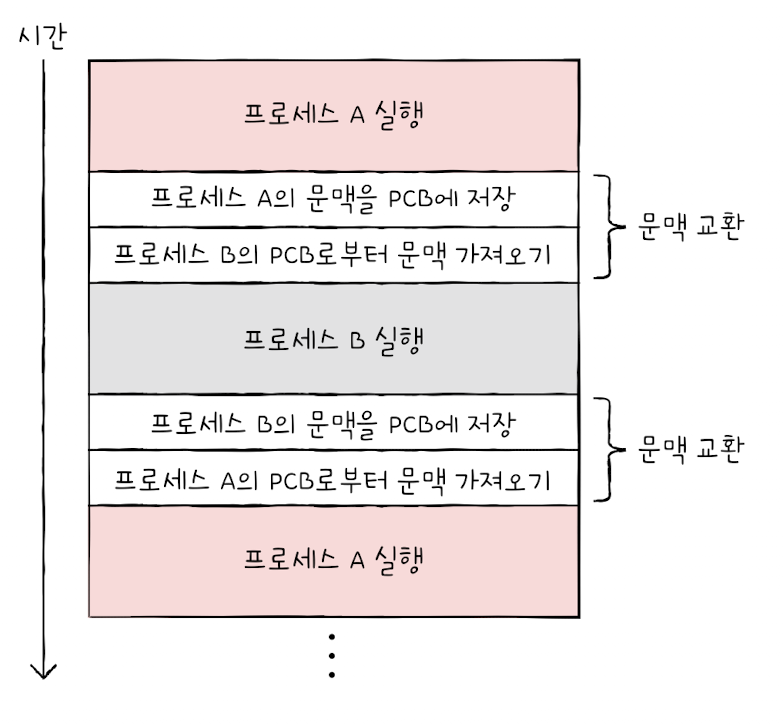 시간
프로세스 A 실행
프로세스 A의 문맥을 PCB에 저장
프로세스 B의 PCB로부터 문맥 가져오기
문맥 교환
프로세스 B 실행
프로세스 B의 문맥을 PCB에 저장
프로세스 A의 PCB로부터 문맥 가져오기
문맥 교환
프로세스 A 실행